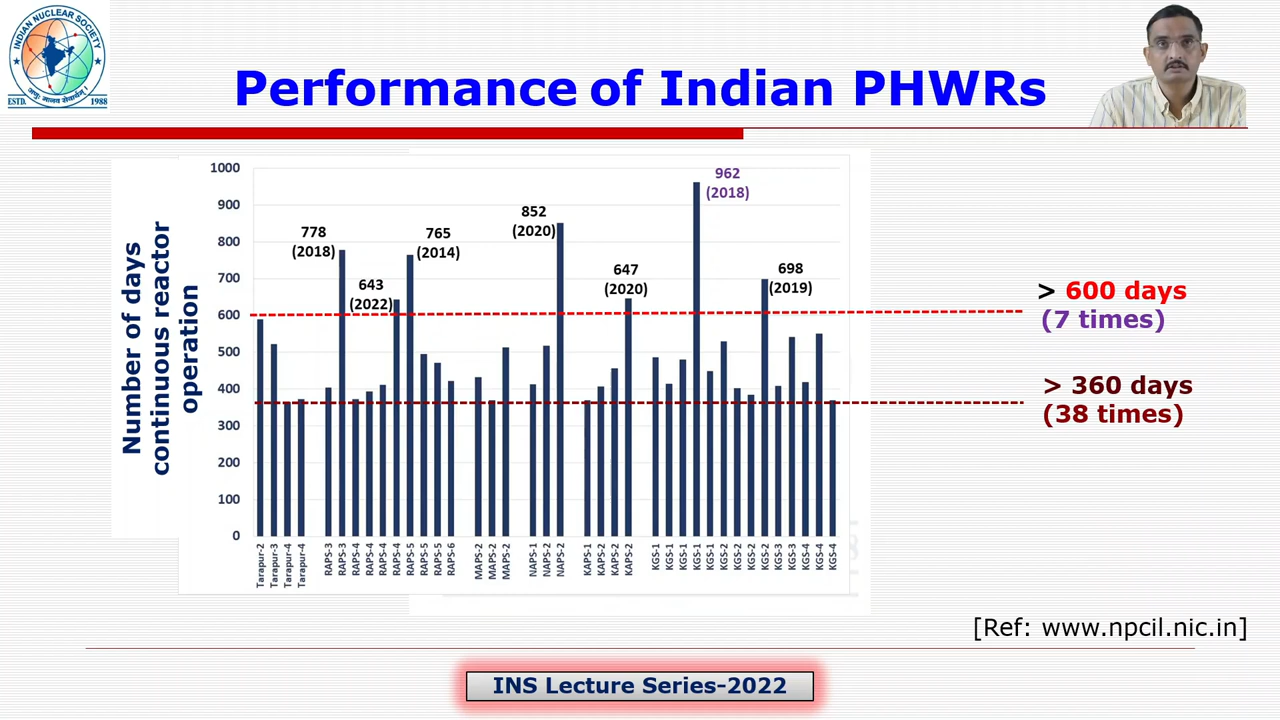 INDIAN NUCLEAR SOCIETY
ESTD. 1988
Performance of Indian PHWRs
Number of days
continuous reactor
operation
1000
900
800
700
600
500
400
300
200
100
0
778
(2018)
643
(2022)
765
(2014)
852
(2020)
647
(2020)
962
(2018)
698
(2019)
> 600 days
(7 times)
> 360 days
(38 times)
Tarapur-2
Tarapur-3
Tarapur-4
Tarapur-4
RAPS-3
RAPS-3
RAPS-4
RAPS-4
RAPS-4
RAPS-4
RAPS-5
RAPS-5
RAPS-5
RAPS-6
MAPS-2
MAPS-2
MAPS-2
NAPS-1
NAPS-2
NAPS-2
KAPS-1
KAPS-2
KAPS-2
KAPS-2
KGS-1
KGS-1
KGS-1
KGS-1
KGS-1
KGS-2
KGS-2
KGS-2
KGS-2
KGS-3
KGS-3
KGS-4
KGS-4
KGS-4
[Ref: www.npcil.nic.in]
INS Lecture Series-2022